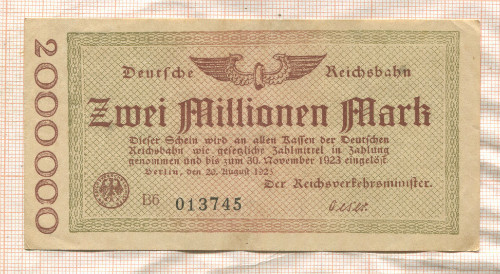 2000000
Deutsche Reichsbahn
Zwei Millionen Mark
Dieser Schein wird an allen Kassen der Deutschen
Reichsbahn wie gesetzliche Zahlmittel in Zahlung
genommen und bis zum 30. November 1923 eingelöst
Berlin, den 20. August 1923
Der Reichsverkehrsminister.
B6 013745